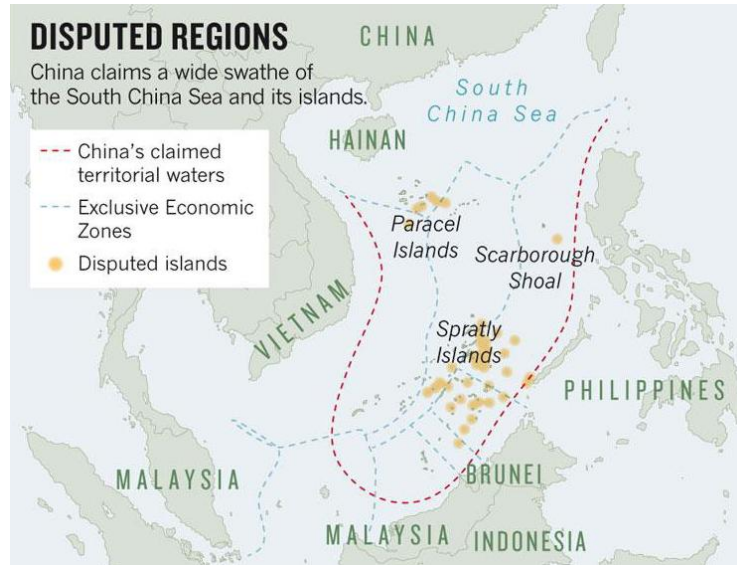 DISPUTED REGIONS
China claims a wide swathe of
the South China Sea and its islands.
China's claimed
territorial waters
Exclusive Economic
Zones
Disputed islands
CHINA
South
China Sea
HAINAN
Paracel
Islands
Scarborough
Shoal
VIETNAM
Spratly
Islands
PHILIPPINES
MALAYSIA
BRUNEI
MALAYSIA
INDONESIA